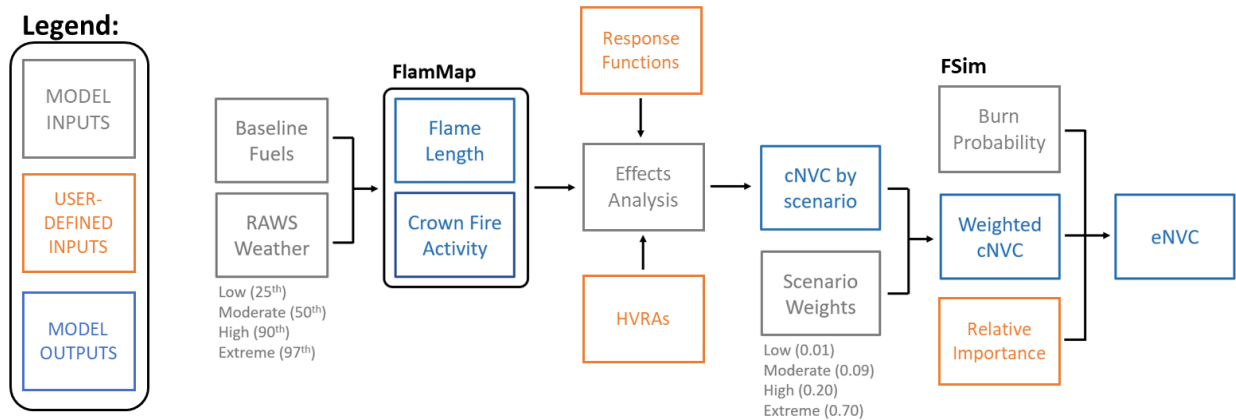 Legend:
MODEL
INPUTS
USER-
DEFINED
INPUTS
MODEL
OUTPUTS
Baseline
Fuels
RAWS
Weather
Low (25th)
Moderate (50th)
High (90th)
Extreme (97th)
FlamMap
Flame
Length
Crown Fire
Activity
Response
Functions
Effects
Analysis
HVRAs
cNVC by
scenario
Scenario
Weights
Low (0.01)
Moderate (0.09)
High (0.20)
Extreme (0.70)
FSim
Burn
Probability
Weighted
cNVC
Relative
Importance
eNVC